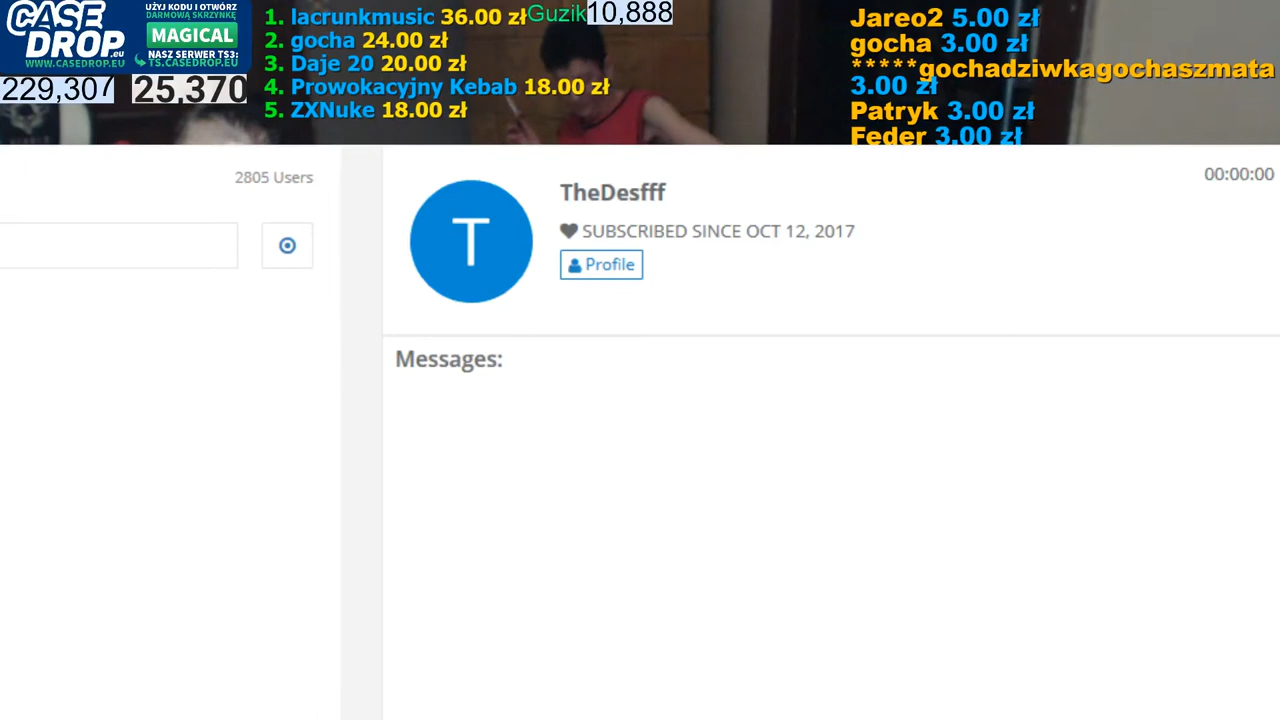 CASE
DROP.eu
WWW.CASEDROP.EU
UŻYJ KODU I OTWÓRZ
DARMOWĄ SKRZYNKĘ
MAGICAL
NASZ SERWER TS3:
TS.CASEDROP.EU
229,307
25,370
1. lacrunkmusic 36.00 zł
2. gocha 24.00 zł
3. Daje 20 20.00 zł
4. Prowokacyjny Kebab 18.00 zł
5. ZXNuke 18.00 zł
Guzik 10,888
Jareo2 5.00 zł
gocha 3.00 zł
*****gochadziwkagochaszmata
3.00 zł
Patryk 3.00 zł
Feder 3.00 zł
2805 Users
T
TheDesfff
SUBSCRIBED SINCE OCT 12, 2017
Profile
00:00:00
Messages: